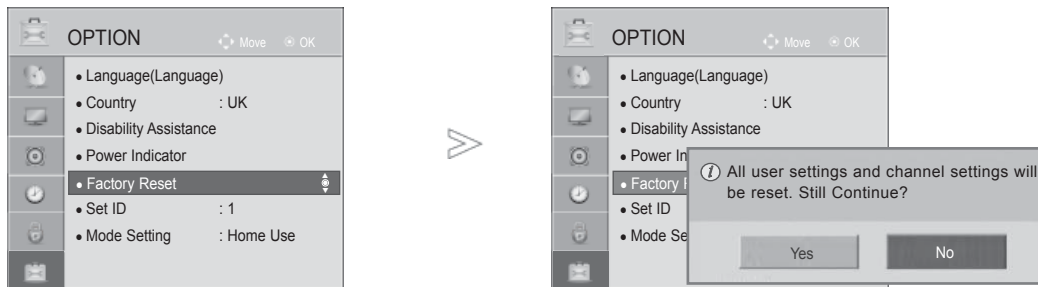 OPTION Move OK
• Language(Language)
• Country : UK
• Disability Assistance
• Power Indicator
• Factory Reset
• Set ID : 1
• Mode Setting : Home Use
>
OPTION Move OK
• Language(Language)
• Country : UK
• Disability Assistance
• Power In
• Factory
• Set ID
• Mode Se
i All user settings and channel settings will
be reset. Still Continue?
Yes No